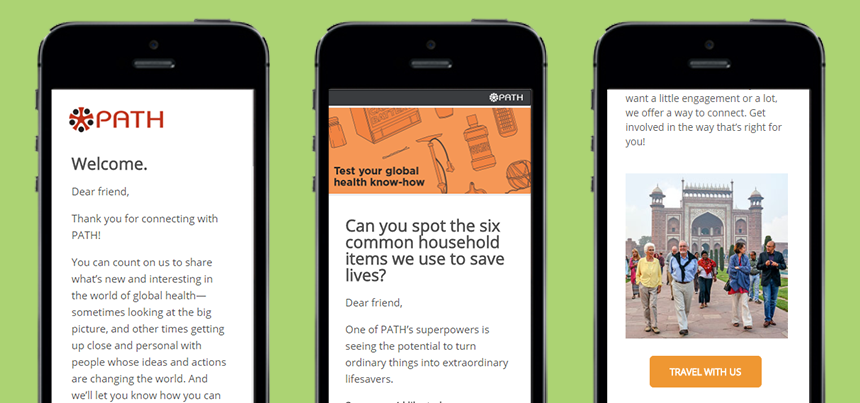 PATH
Welcome.
Dear friend,
Thank you for connecting with
PATH!
You can count on us to share
what's new and interesting in
the world of global health—
sometimes looking at the big
picture, and other times getting
up close and personal with
people whose ideas and actions
are changing the world. And
we'll let you know how you can
PATH
Test your global
health know-how
Can you spot the six
common household
items we use to save
lives?
Dear friend,
One of PATH's superpowers is
seeing the potential to turn
ordinary things into extraordinary
lifesavers.
want a little engagement or a lot,
we offer a way to connect. Get
involved in the way that's right for
you!
TRAVEL WITH US